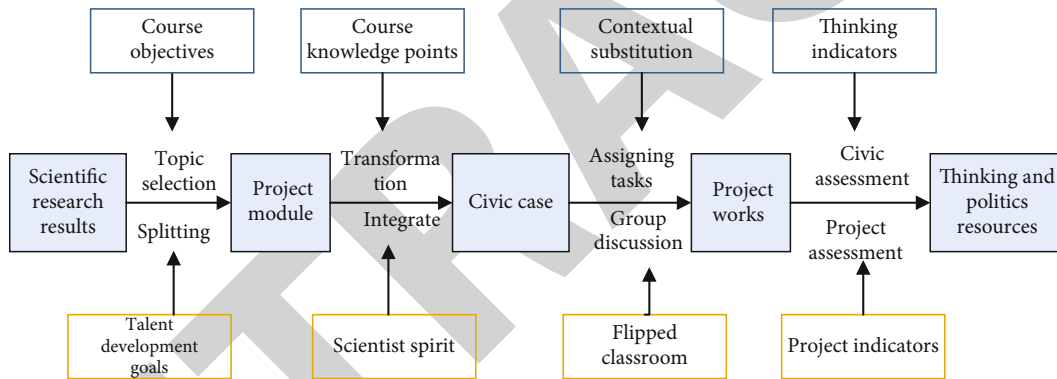 Course
objectives
Course
knowledge points
Contextual
substitution
Thinking
indicators
Scientific
research
results
Topic
selection
Splitting
Project
module
Transforma
tion
Integrate
Civic case
Assigning
tasks
Group
discussion
Project
works
Civic
assessment
Project
assessment
Thinking and
politics
resources
Talent
development
goals
Scientist spirit
Flipped
classroom
Project indicators